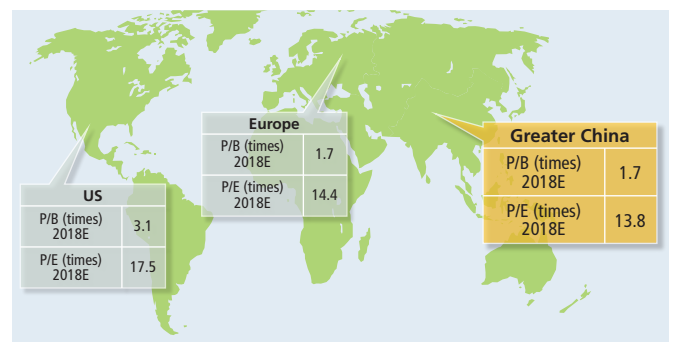 US
P/B (times)
2018E
3.1
P/E (times)
2018E
17.5
Europe
P/B (times)
2018E
1.7
P/E (times)
2018E
14.4
Greater China
P/B (times)
2018E
1.7
P/E (times)
2018E
13.8